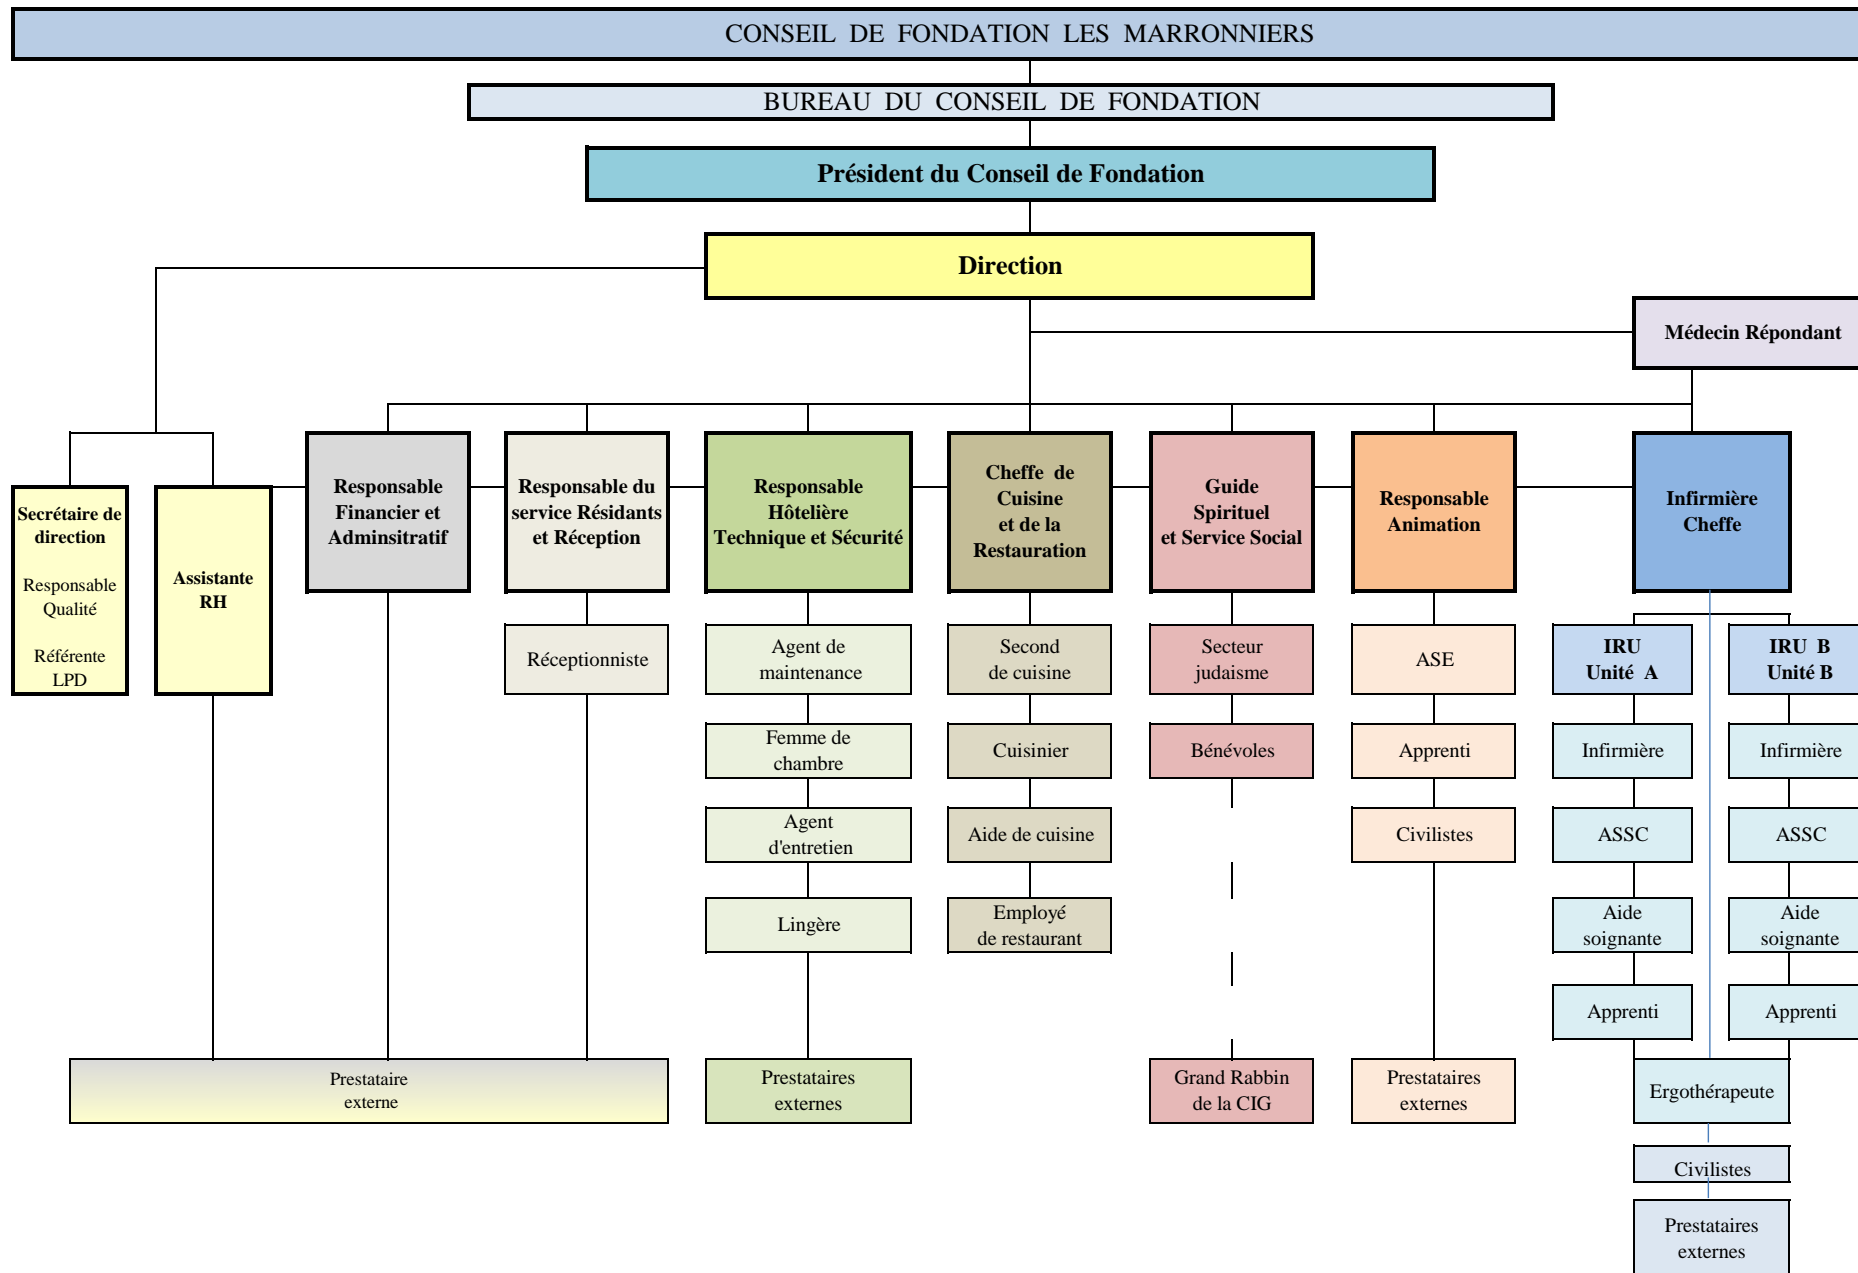 CONSEIL DE FONDATION LES MARRONNIERS
BUREAU DU CONSEIL DE FONDATION
Président du Conseil de Fondation
Direction
Médecin Répondant
Secrétaire de
direction
Responsable
Qualité
Référente
LPD
Assistante
RH
Responsable
Financier et
Adminsitratif
Responsable du
service Résidants
et Réception
Responsable
Hôtelière
Technique et Sécurité
Cheffe de
Cuisine
et de la
Restauration
Guide
Spirituel
et Service Social
Responsable
Animation
Infirmière
Cheffe
Réceptionniste
Agent de
maintenance
Second
de cuisine
Secteur
judaisme
ASE
IRU
Unité A
IRU B
Unité B
Femme de
chambre
Cuisinier
Bénévoles
Apprenti
Infirmière
Infirmière
Agent
d'entretien
Aide de cuisine
Civilistes
ASSC
ASSC
Lingère
Employé
de restaurant
Aide
soignante
Aide
soignante
Apprenti
Apprenti
Prestataire
externe
Prestataires
externes
Grand Rabbin
de la CIG
Prestataires
externes
Ergothérapeute
Civilistes
Prestataires
externes